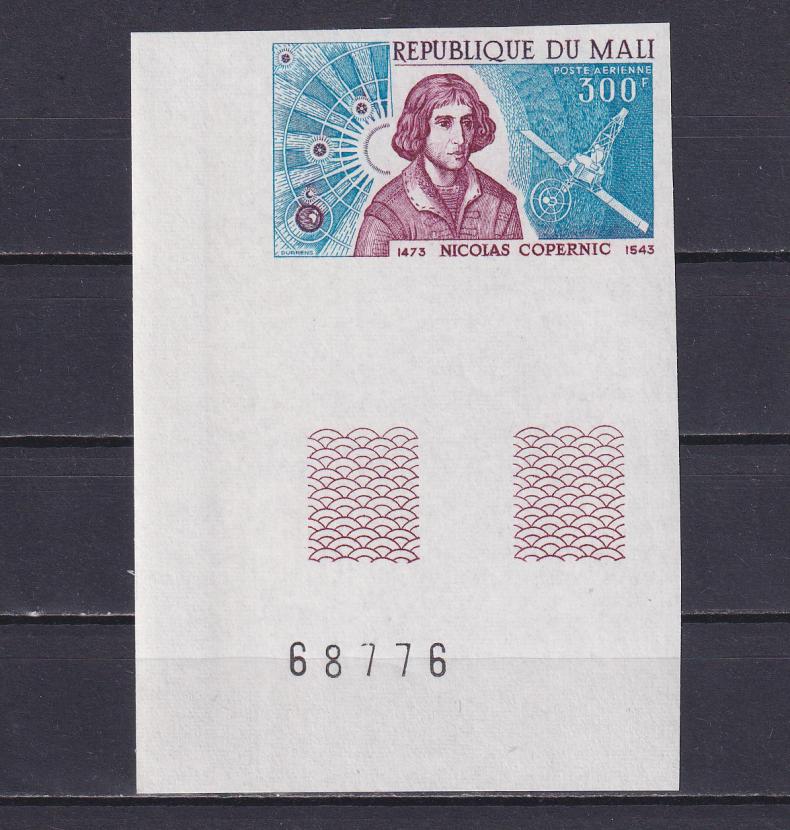 REPUBLIQUE DU MALI
POSTE AERIENNE
300F
DURRENS
1473 NICOLAS COPERNIC 1543
68776